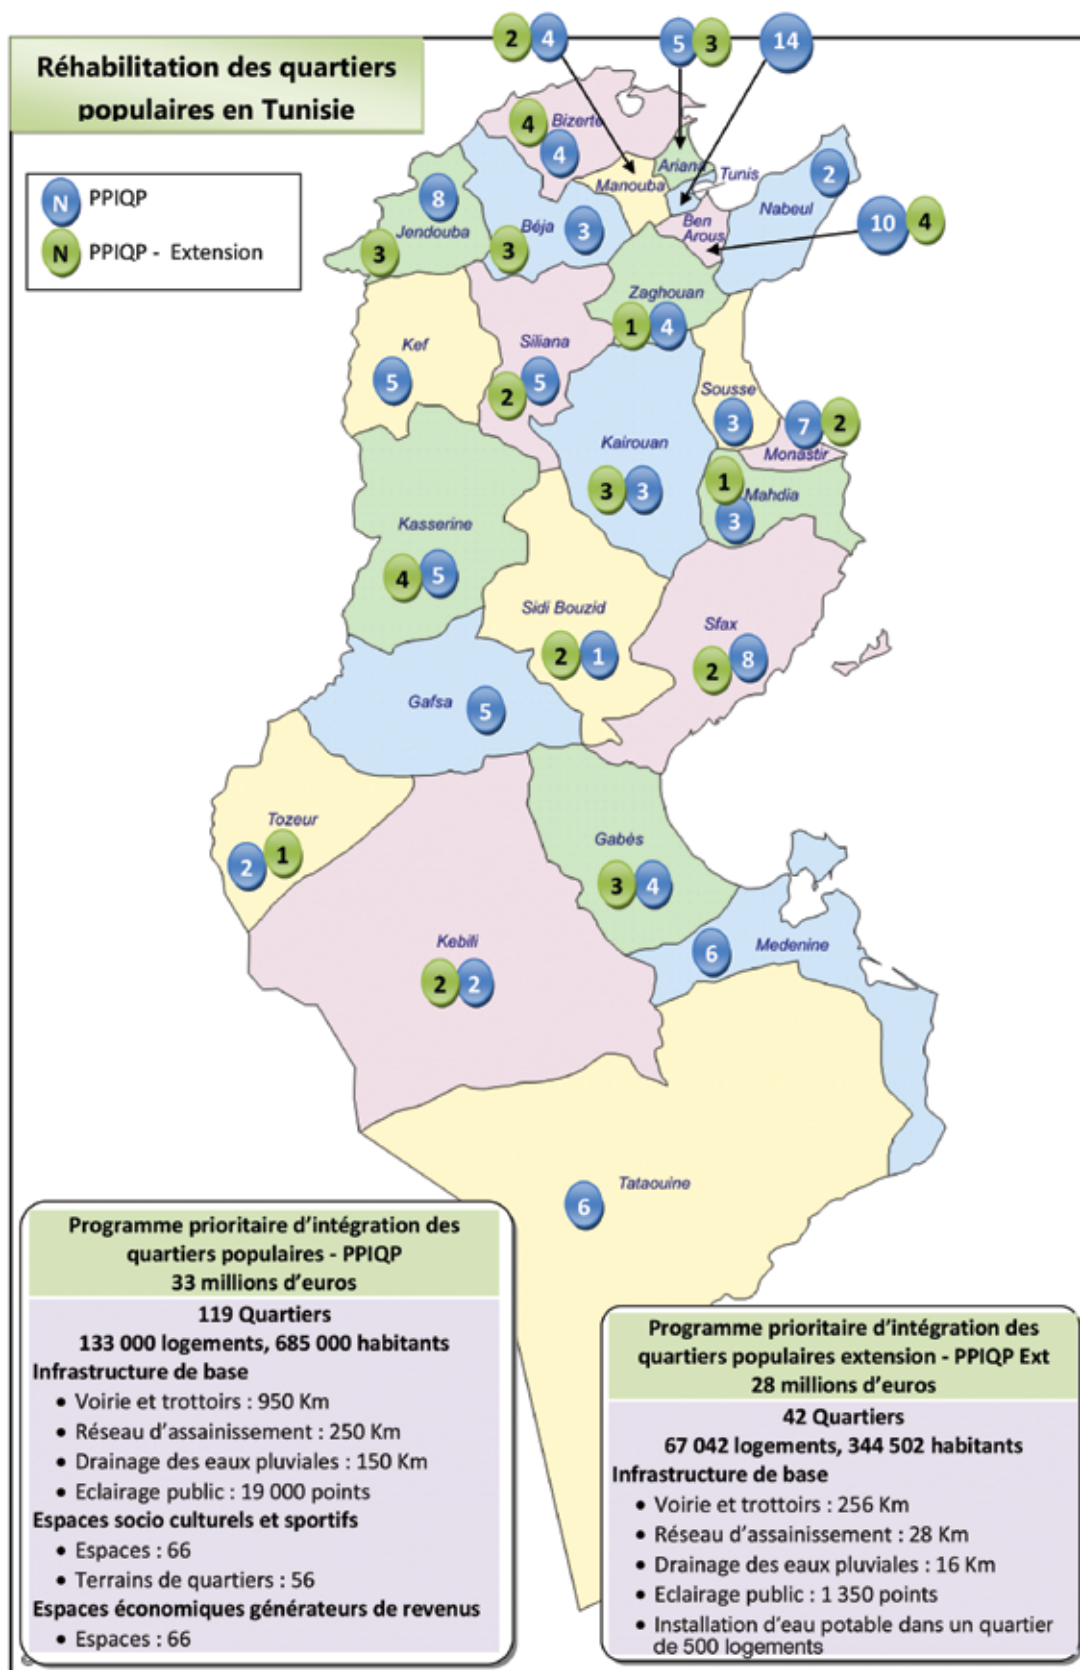 2 4
5 3
14
Réhabilitation des quartiers
populaires en Tunisie
N PPIQP
N PPIQP - Extension
4 Bizerte
4
Ariana
Manouba
Tunis
2
Nabeul
8
Jendouba
3
Béja 3
3
Ben
Arous
10 4
Zaghouan
1 4
Kef
5
Siliana
5
2
Sousse
3
7 2
Monastir
Kairouan
3 3
1
Mahdia
3
Kasserine
4 5
Sidi Bouzid
2 1
Sfax
2 8
Gafsa
5
Tozeur
2 1
Gabès
3 4
Kebili
2 2
6 Medenine
Tataouine
6
Programme prioritaire d'intégration des
quartiers populaires - PPIQP
33 millions d'euros
119 Quartiers
133 000 logements, 685 000 habitants
Infrastructure de base
• Voirie et trottoirs : 950 Km
• Réseau d'assainissement : 250 Km
• Drainage des eaux pluviales : 150 Km
• Eclairage public : 19 000 points
Espaces socio culturels et sportifs
• Espaces : 66
• Terrains de quartiers : 56
Espaces économiques générateurs de revenus
• Espaces : 66
Programme prioritaire d'intégration des
quartiers populaires extension - PPIQP Ext
28 millions d'euros
42 Quartiers
67 042 logements, 344 502 habitants
Infrastructure de base
• Voirie et trottoirs : 256 Km
• Réseau d'assainissement : 28 Km
• Drainage des eaux pluviales : 16 Km
• Eclairage public : 1 350 points
• Installation d'eau potable dans un quartier
de 500 logements